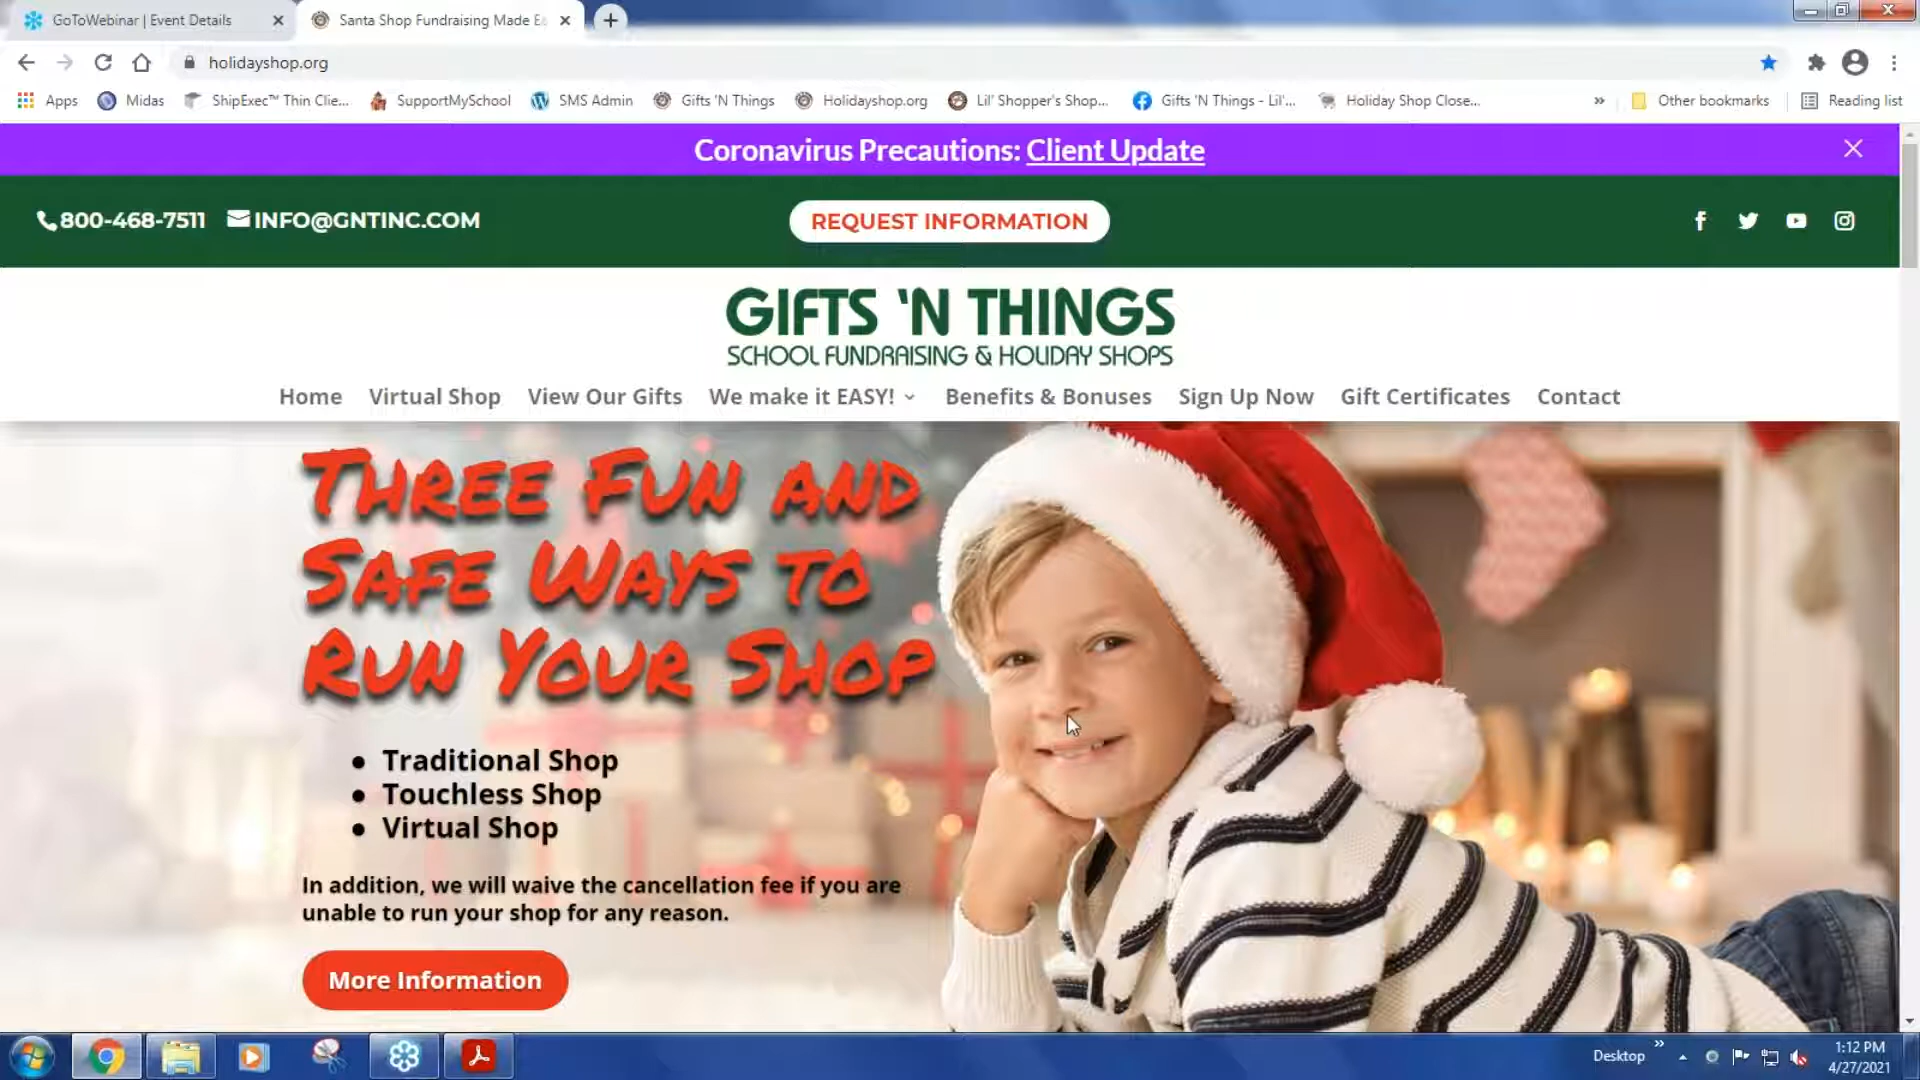 GoToWebinar | Event Details
Santa Shop Fundraising Made Ea
holidayshop.org
Apps
Midas
ShipExec™ Thin Clie...
SupportMySchool
SMS Admin
Gifts 'N Things
Holidayshop.org
Lil' Shopper's Shop...
Gifts 'N Things - Lil'...
Holiday Shop Close...
»
Other bookmarks
Reading list
Coronavirus Precautions: Client Update
800-468-7511
INFO@GNTINC.COM
REQUEST INFORMATION
GIFTS 'N THINGS
SCHOOL FUNDRAISING & HOLIDAY SHOPS
Home
Virtual Shop
View Our Gifts
We make it EASY!
Benefits & Bonuses
Sign Up Now
Gift Certificates
Contact
THREE FUN AND
SAFE WAYS TO
RUN YOUR SHOP
• Traditional Shop
• Touchless Shop
• Virtual Shop
In addition, we will waive the cancellation fee if you are
unable to run your shop for any reason.
More Information
Desktop
»
1:12 PM
4/27/2021